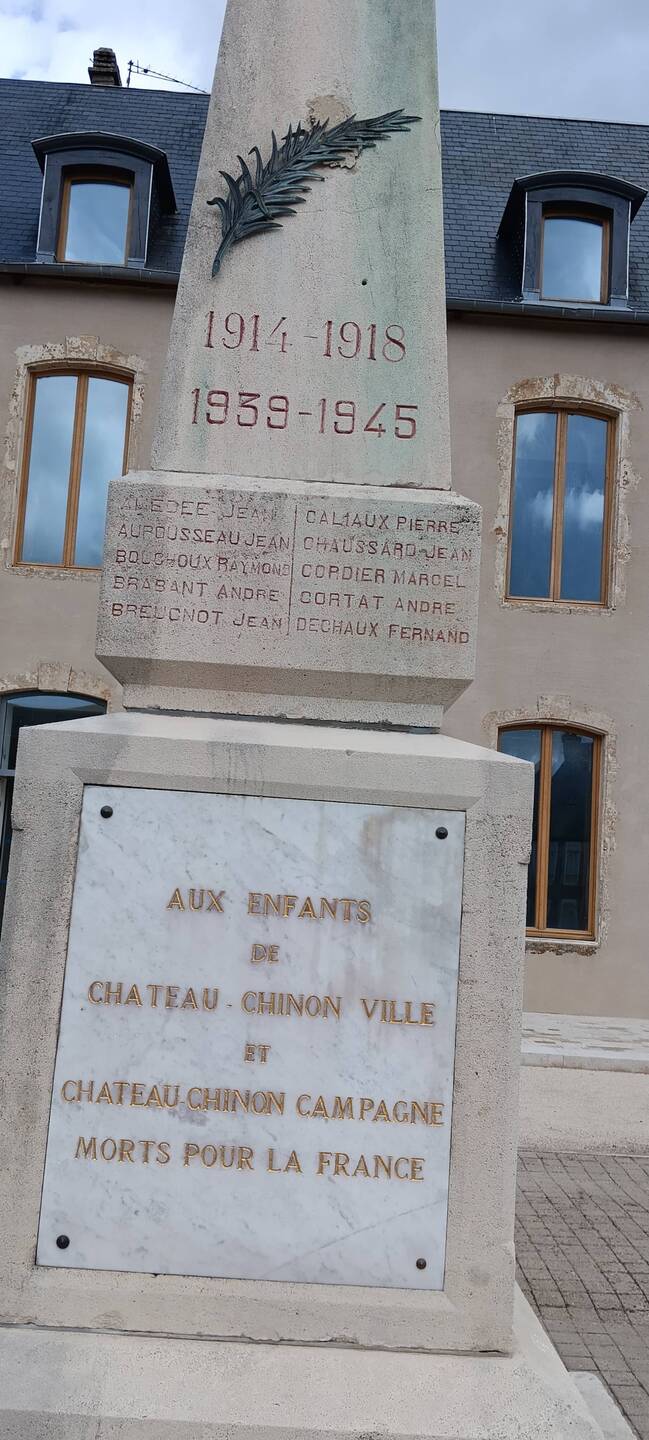 1914-1918
1939-1945
JEAN
AUROUSSEAU JEAN
BOUCHOUX RAYMOND
BRABANT ANDRE
BREUGNOT JEAN
CALIAUX PIERRE
CHAUSSARD JEAN
CORDIER MARCEL
CORTAT ANDRE
DECHAUX FERNAND
AUX ENFANTS
DE
CHATEAU-CHINON VILLE
ET
CHATEAU-CHINON CAMPAGNE
MORTS POUR LA FRANCE